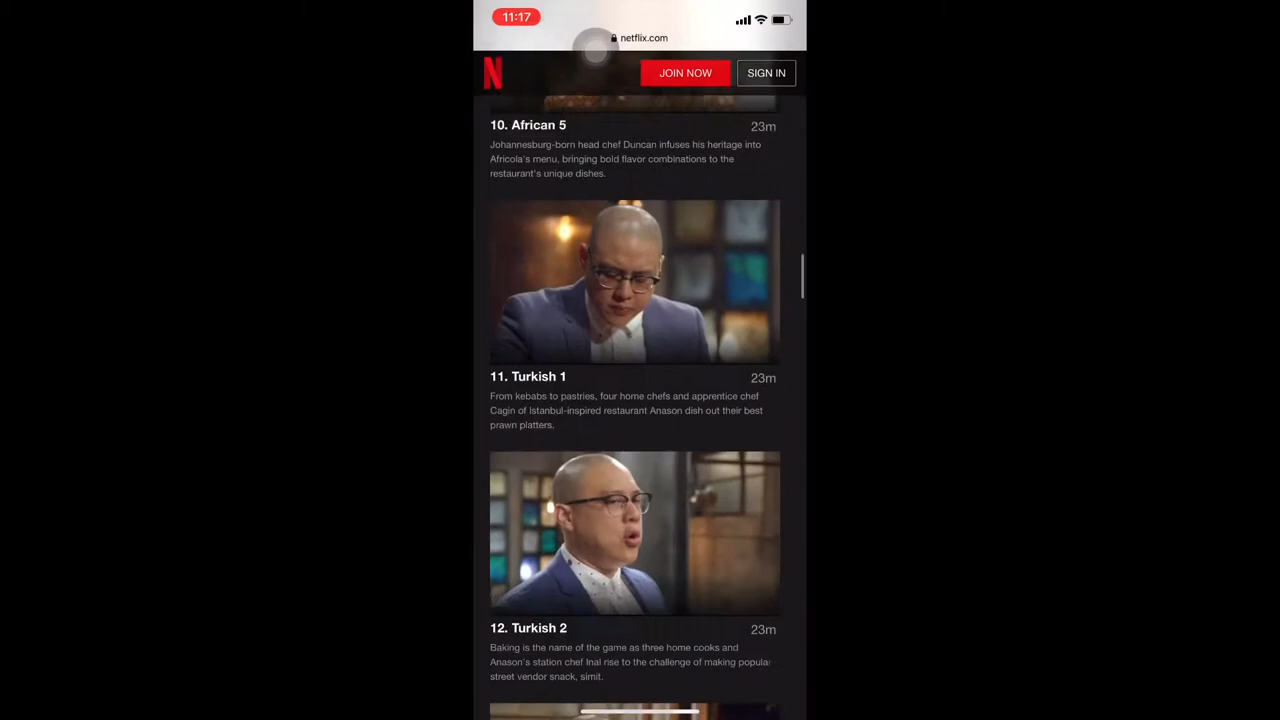 11:17
netflix.com
N
JOIN NOW
SIGN IN
10. African 5
23m
Johannesburg-born head chef Duncan infuses his heritage into
Africola's menu, bringing bold flavor combinations to the
restaurant's unique dishes.
11. Turkish 1
23m
From kebabs to pastries, four home chefs and apprentice chef
Cagin of Istanbul-inspired restaurant Anason dish out their best
prawn platters.
12. Turkish 2
23m
Baking is the name of the game as three home cooks and
Anason's station chef Inal rise to the challenge of making popular
street vendor snack, simit.